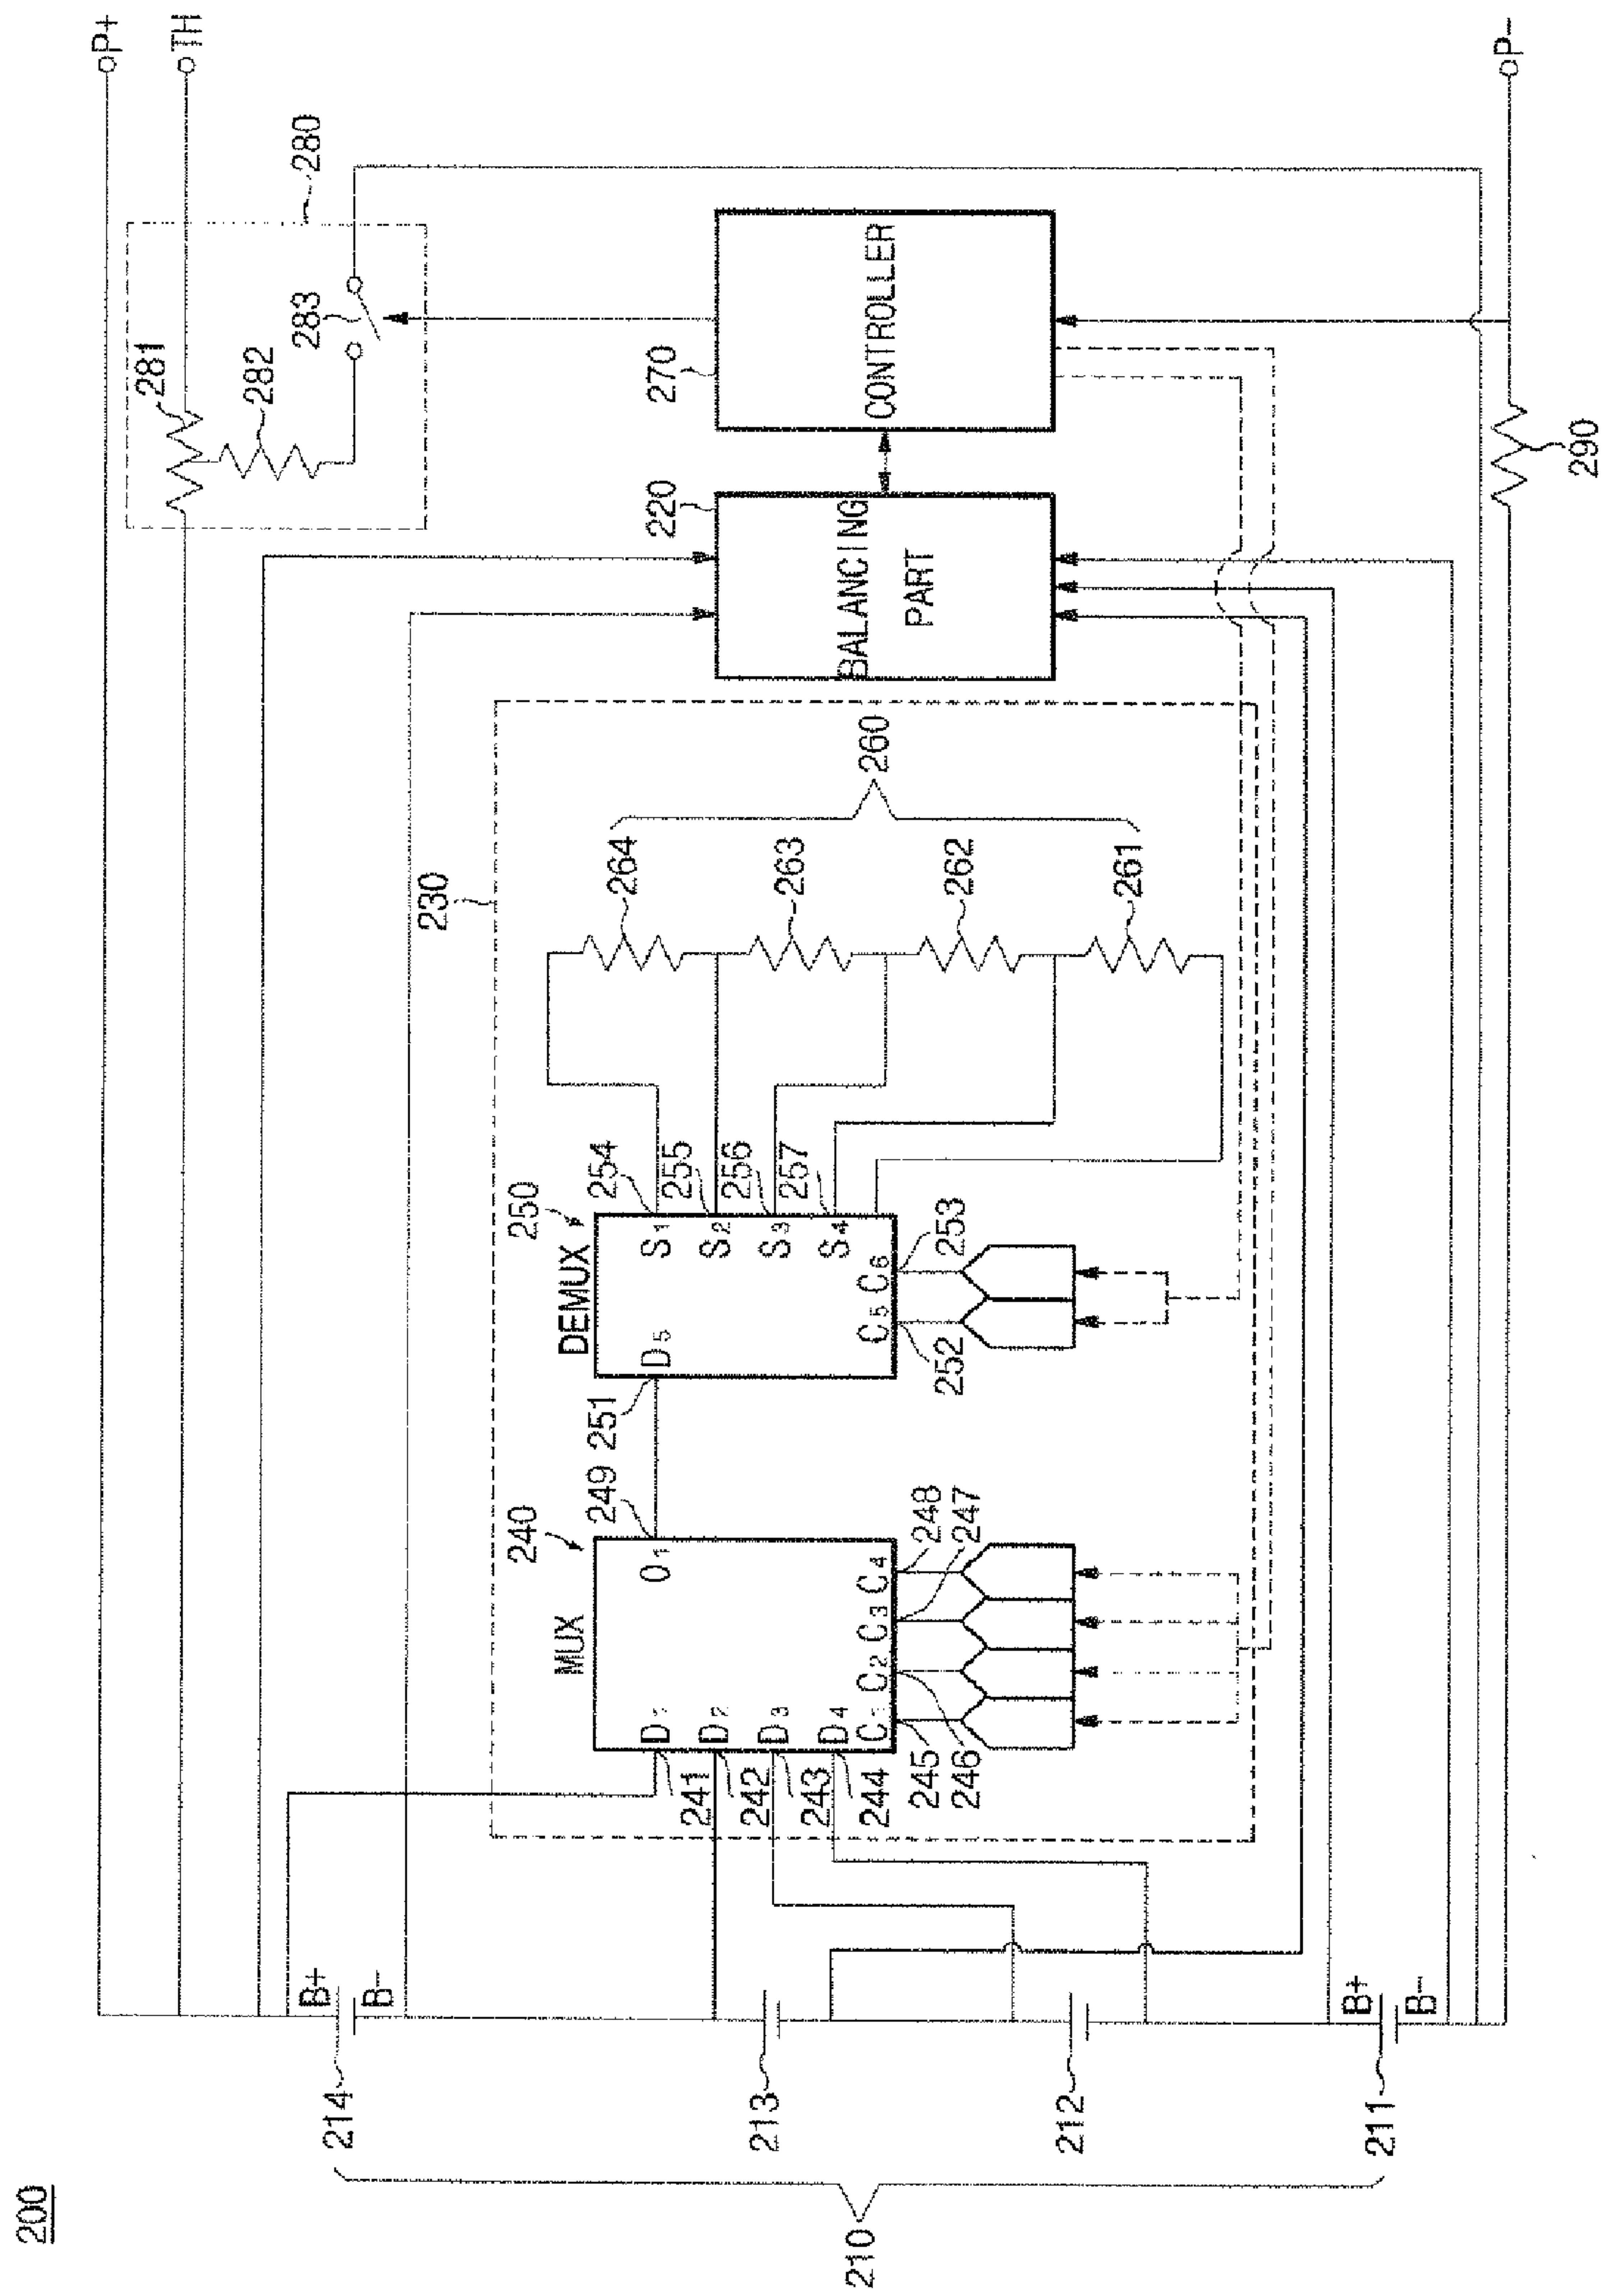 200
P+
TH
280
281
282
283
270
CONTROLLER
220
BALANCING
PART
230
260
264
263
262
261
250
DEMUX
254
255
256
257
S1
S2
S3
S4
D5
C5 C6
251
252
253
240
MUX
249
O1
D1
D2
D3
D4
C1 C2 C3 C4
241
242
243
244
245
246
247
248
B+
B-
214
213
212
B+
B-
211
210
290
P-